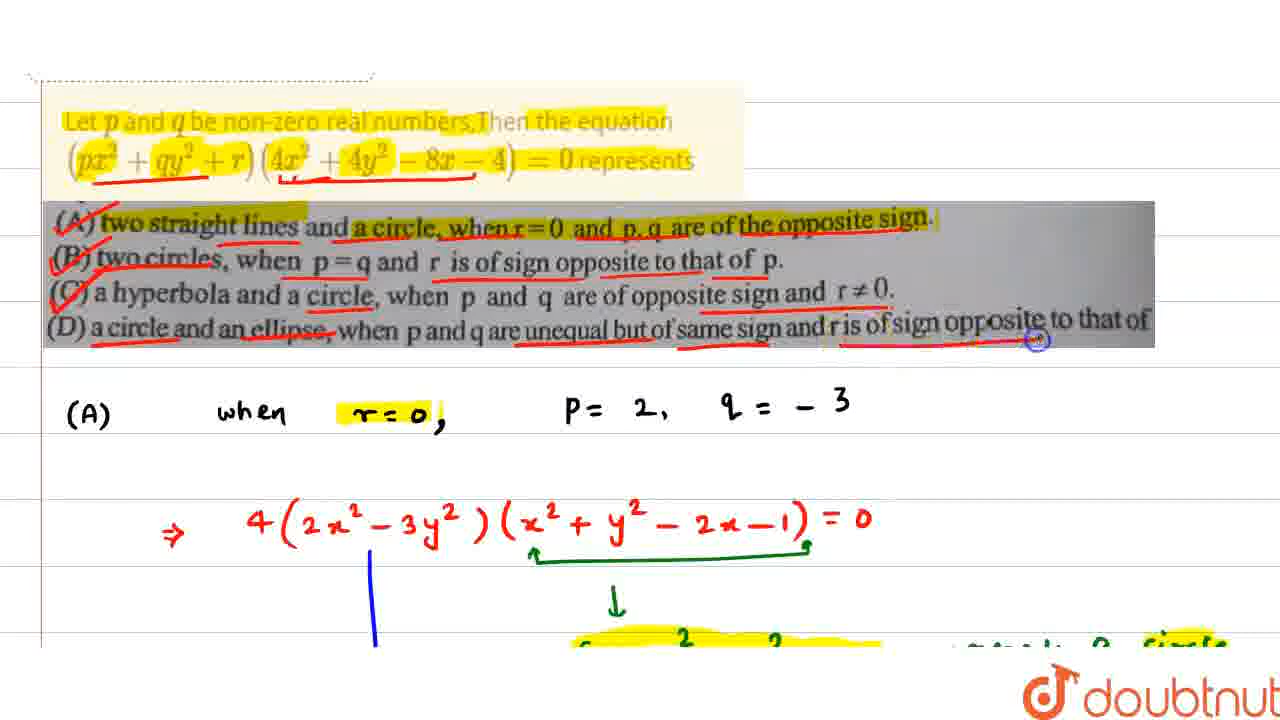 Let p and q be non-zero real numbers,Then the equation
(px² + qy² + r)(4x² + 4y² − 8x − 4) = 0 represents
(A) two straight lines and a circle, when r = 0 and p, q are of the opposite sign.
(B) two circles, when p = q and r is of sign opposite to that of p.
(C) a hyperbola and a circle, when p and q are of opposite sign and r ≠ 0.
(D) a circle and an ellipse, when p and q are unequal but of same sign and r is of sign opposite to that of
(A) when r = 0, P = 2, q = - 3
⇒ 4(2x² - 3y²)(x² + y² - 2x - 1) = 0
circle
doubtnut